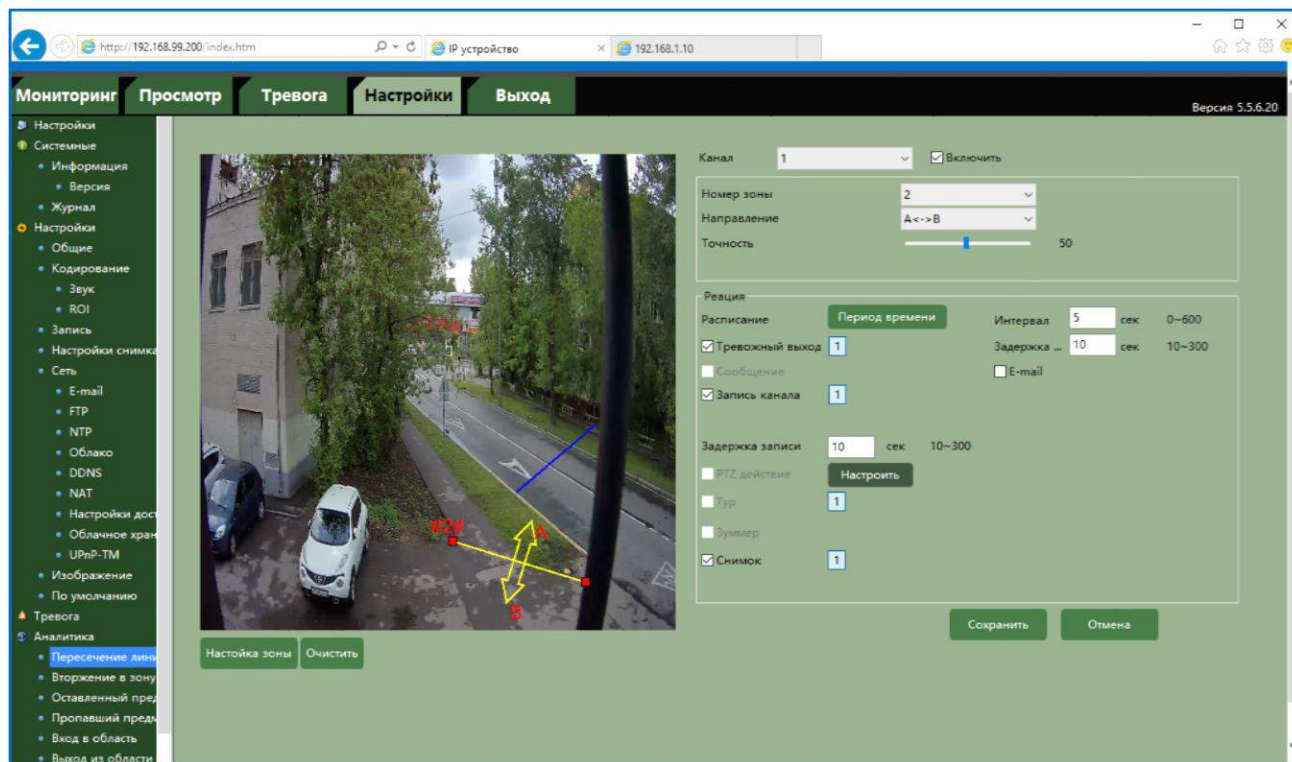 http://192.168.99.200/index.htm
IP устройство
192.168.1.10
Мониторинг Просмотр Тревога Настройки Выход
Версия 5.5.6.20
Настройки
Системные
Информация
Версия
Журнал
Настройки
Общие
Кодирование
Звук
ROI
Запись
Настройки снимка
Сеть
E-mail
FTP
NTP
Облако
DDNS
NAT
Настройки дост
Облачное хран
UPnP-TM
Изображение
По умолчанию
Тревога
Аналитика
Пересечение лини
Вторжение в зону
Оставленный пред
Пропавший предм
Вход в область
Выход из области
#2#
A
B
Настойка зоны Очистить
Канал 1 Включить
Номер зоны 2
Направление A<->B
Точность 50
Реация
Расписание Период времени Интервал 5 сек 0~600
Тревожный выход 1 Задержка ... 10 сек 10~300
Сообщение E-mail
Запись канала 1
Задержка записи 10 сек 10~300
PTZ действие Настроить
Тур 1
Зуммер
Снимок 1
Сохранить Отмена